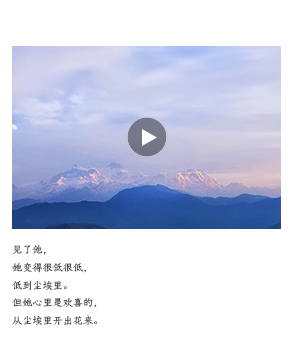 见了他，
她变得很低很低，
低到尘埃里。
但她心里是欢喜的，
从尘埃里开出花来。